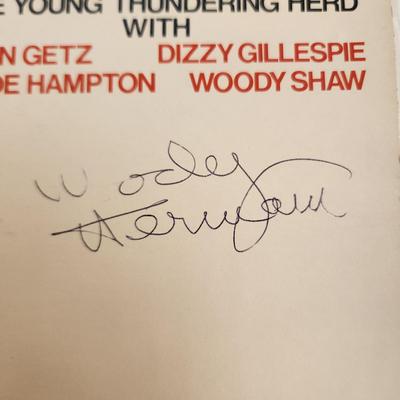 E YOUNG THUNDERING HERD
WITH
N GETZ DIZZY GILLESPIE
DE HAMPTON WOODY SHAW
Woody
Herman